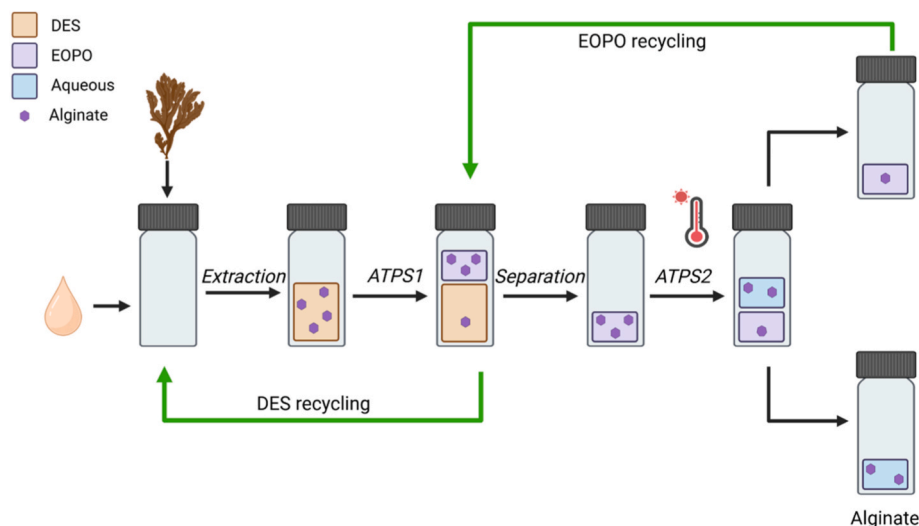 DES
EOPO
Aqueous
Alginate
EOPO recycling
Extraction
ATPS1
Separation
ATPS2
DES recycling
Alginate